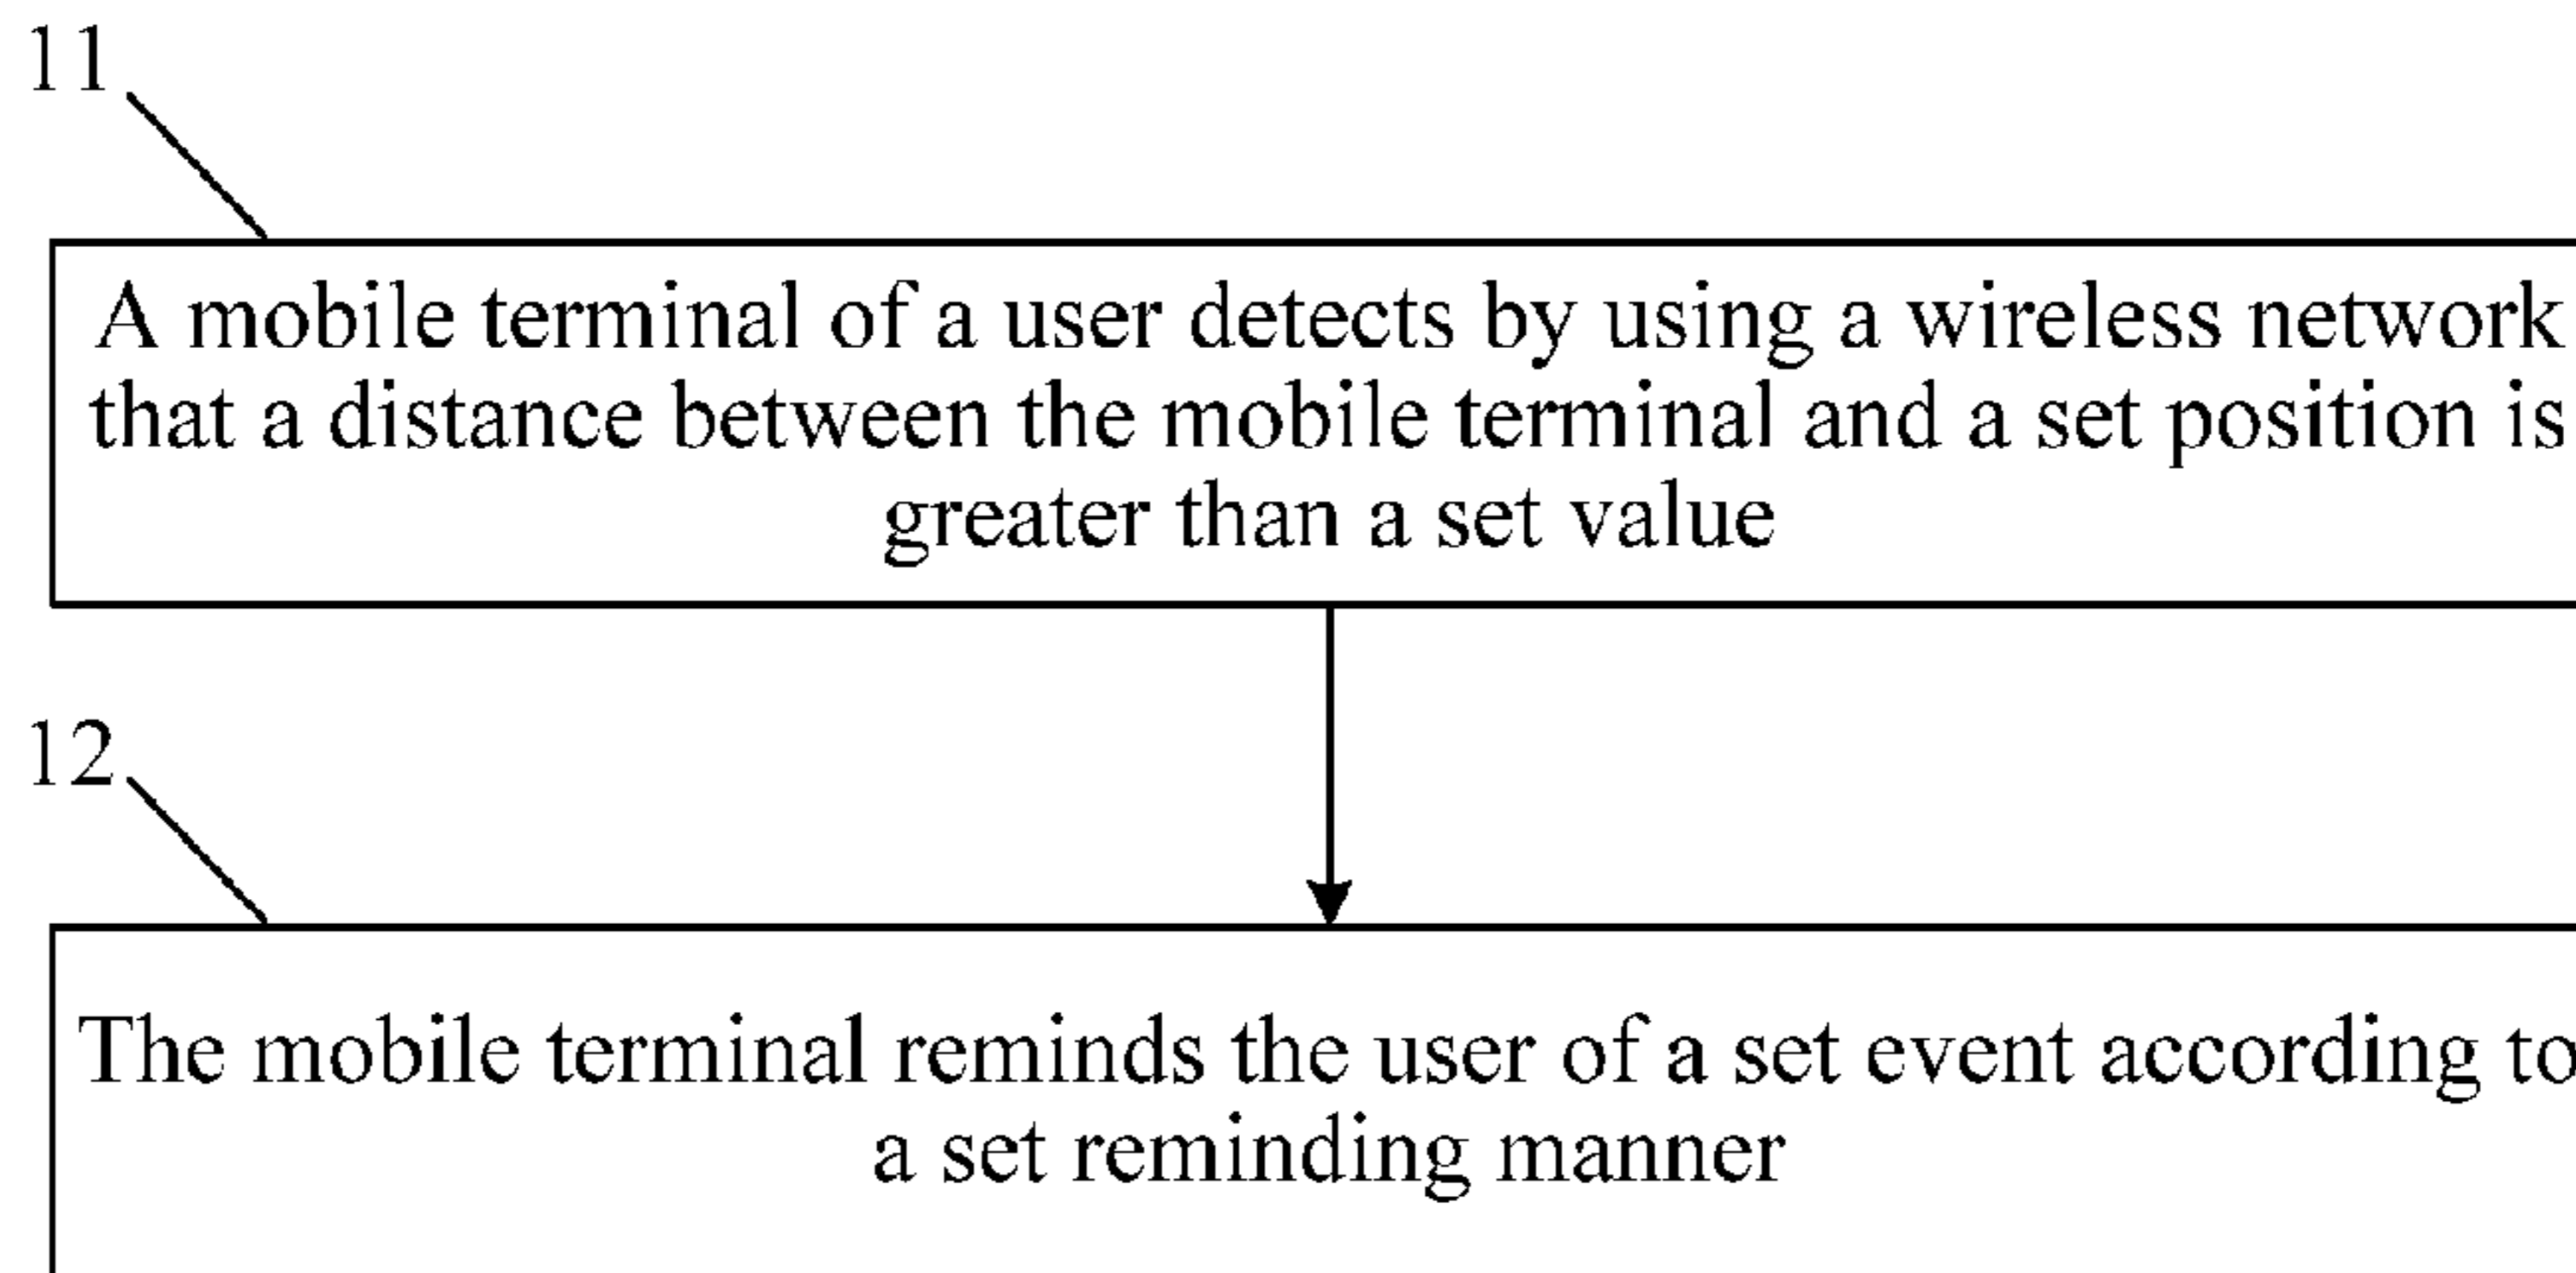 11
A mobile terminal of a user detects by using a wireless network
that a distance between the mobile terminal and a set position is
greater than a set value
12
The mobile terminal reminds the user of a set event according to
a set reminding manner